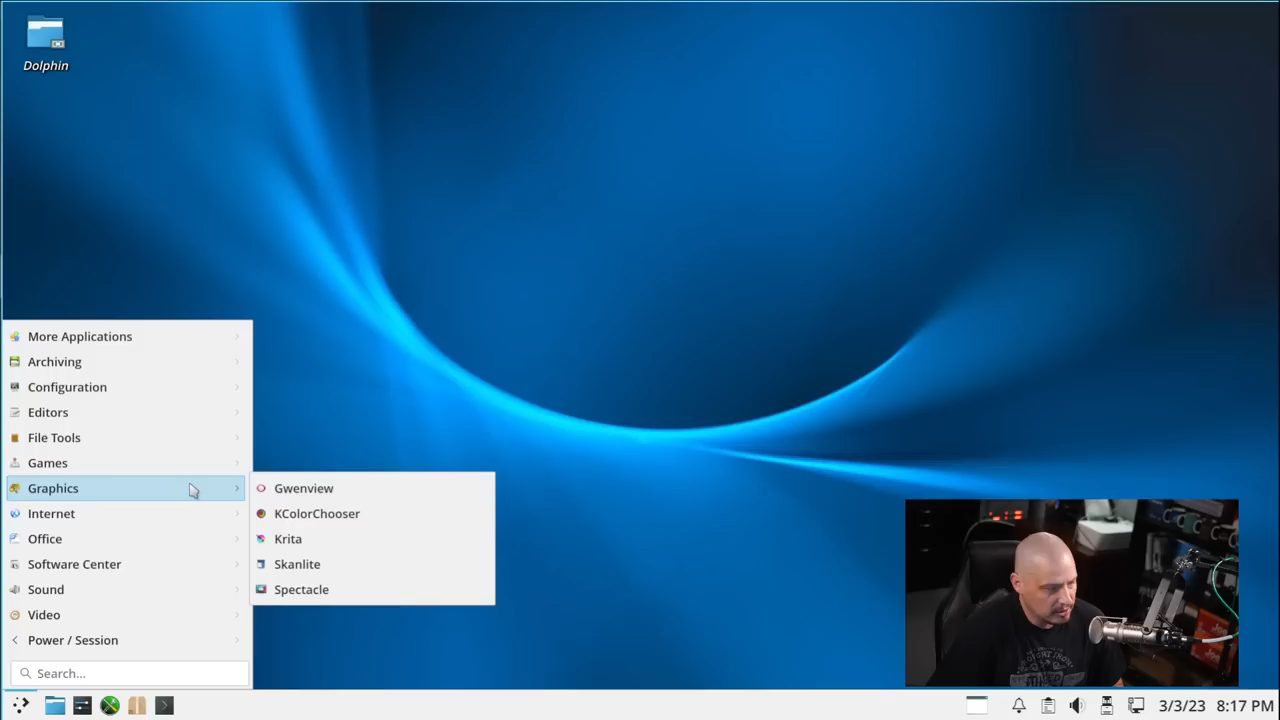 Dolphin
More Applications
Archiving
Configuration
Editors
File Tools
Games
Graphics
Internet
Office
Software Center
Sound
Video
Power / Session
Search...
Gwenview
KColorChooser
Krita
Skanlite
Spectacle
3/3/23 8:17 PM